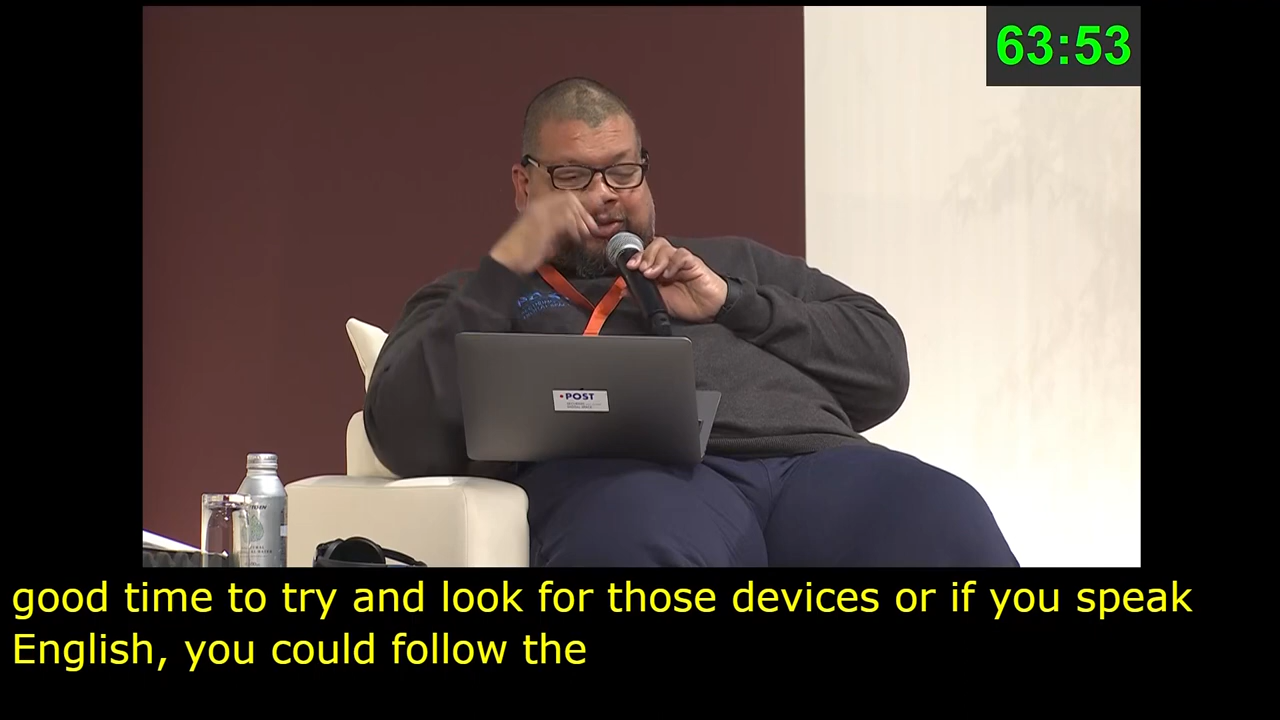 63:53
POST
good time to try and look for those devices or if you speak
English, you could follow the